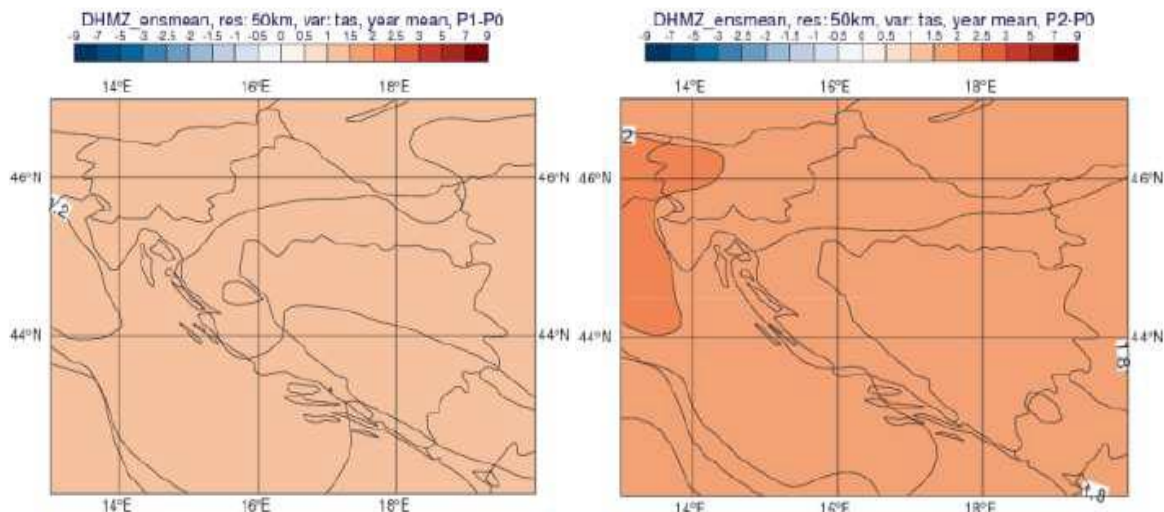 DHMZ_ensmean, res: 50km, var: tas, year mean, P1-P0
-9 -7 -5 -3 -2.5 -2 -1.5 -1 -0.5 0 0.5 1 1.5 2 2.5 3 5 7 9
14°E 16°E 18°E
46°N 46°N
1.2
44°N 44°N
14°E 16°E 18°E
DHMZ_ensmean, res: 50km, var: tas, year mean, P2-P0
-9 -7 -5 -3 -2.5 -2 -1.5 -1 -0.5 0 0.5 1 1.5 2 2.5 3 5 7 9
14°E 16°E 18°E
2
46°N 46°N
44°N 44°N
1.8
1.8
14°E 16°E 18°E